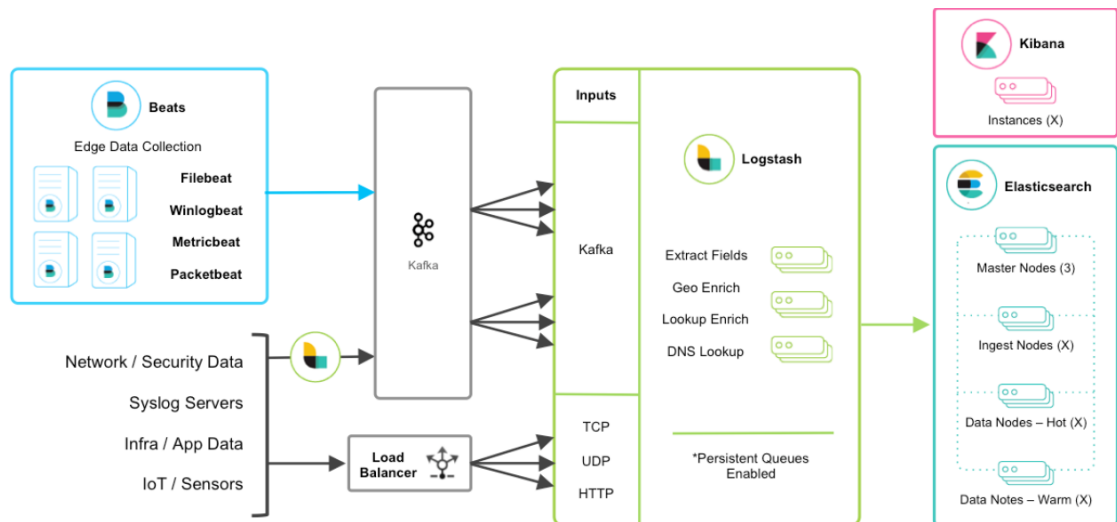 Beats
Edge Data Collection
Filebeat
Winlogbeat
Metricbeat
Packetbeat
Network / Security Data
Syslog Servers
Infra / App Data
IoT / Sensors
Kafka
Load
Balancer
Inputs
Kafka
TCP
UDP
HTTP
Logstash
Extract Fields
Geo Enrich
Lookup Enrich
DNS Lookup
*Persistent Queues
Enabled
Kibana
Instances (X)
Elasticsearch
Master Nodes (3)
Ingest Nodes (X)
Data Nodes – Hot (X)
Data Notes – Warm (X)